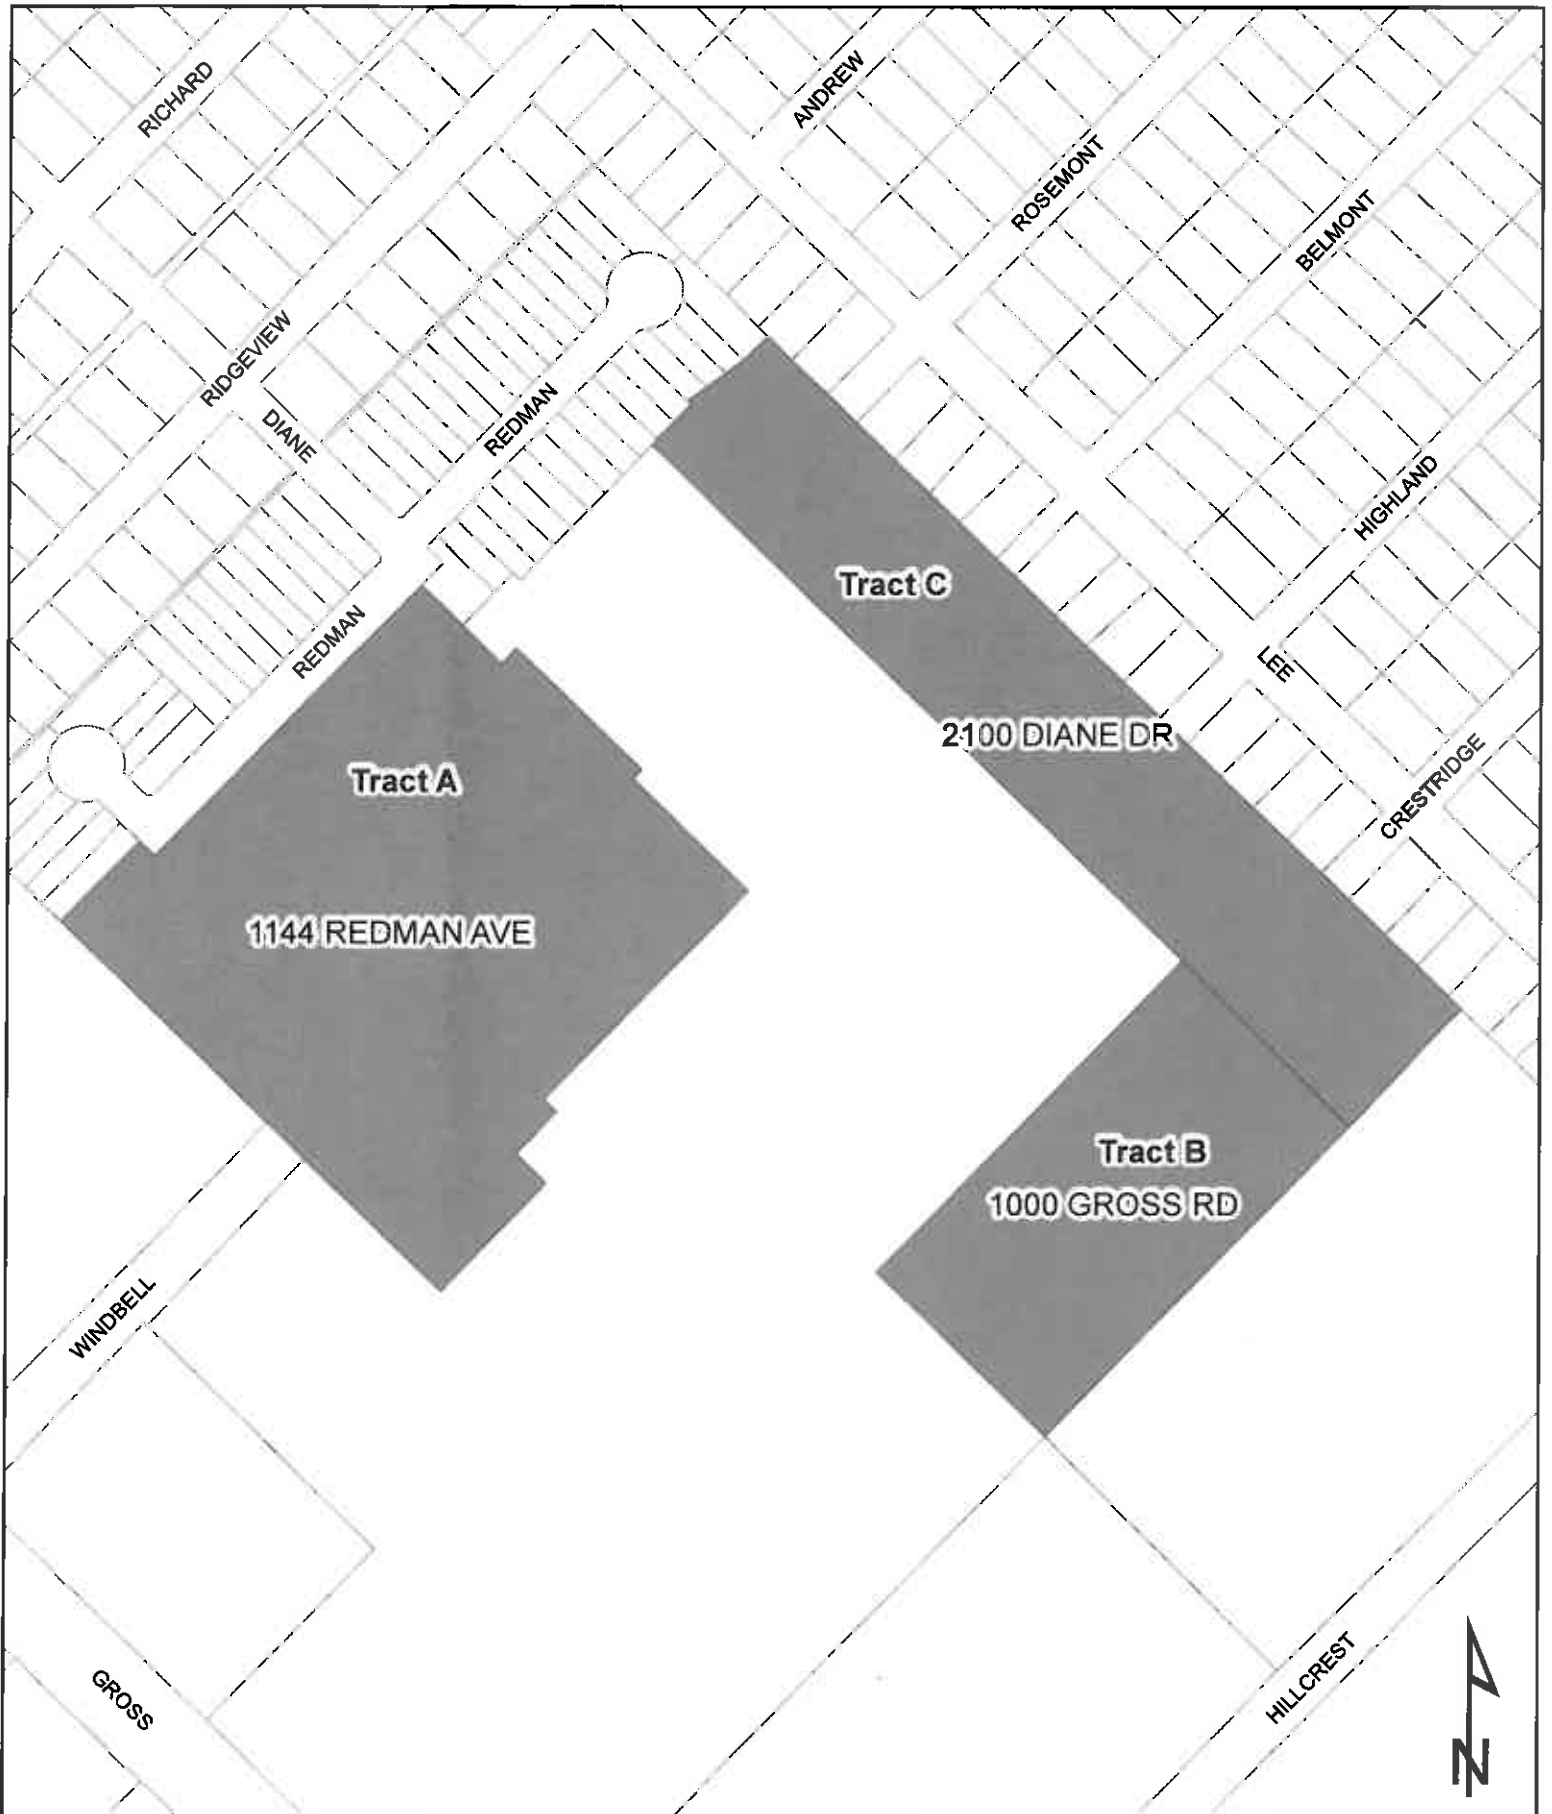 RICHARD
ANDREW
ROSEMONT
BELMONT
RIDGEVIEW
DIANE
REDMAN
HIGHLAND
Tract C
REDMAN
LEE
2100 DIANE DR
Tract A
CRESTRIDGE
1144 REDMAN AVE
Tract B
1000 GROSS RD
WINDBELL
GROSS
HILLCREST
N